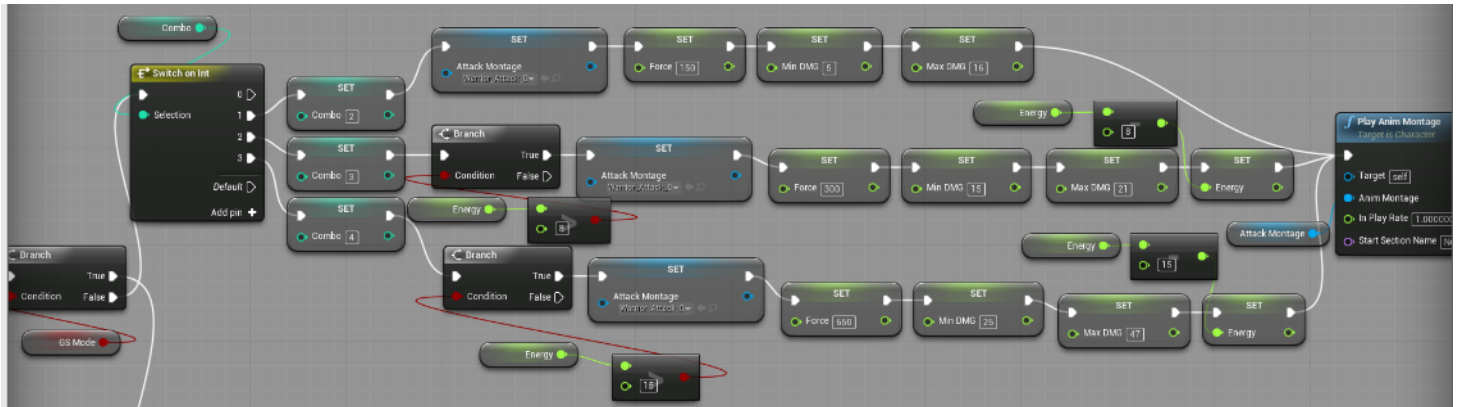 Combo
Switch on Int
Selection
0
1
2
3
Default
Add pin
SET
Combo 2
SET
Combo 3
SET
Combo 4
SET
Attack Montage
SET
Force 150
SET
Min DMG 5
SET
Max DMG 16
Branch
Condition
True
False
Energy
8
SET
Attack Montage
SET
Force 300
SET
Min DMG 15
SET
Max DMG 21
Energy
8
SET
Energy
Branch
Condition
True
False
Energy
15
SET
Attack Montage
SET
Force 650
SET
Min DMG 25
SET
Max DMG 47
Energy
15
SET
Energy
Attack Montage
Play Anim Montage
Target is Character
Target self
Anim Montage
In Play Rate 1.00000
Start Section Name
Branch
Condition
True
False
GS Mode